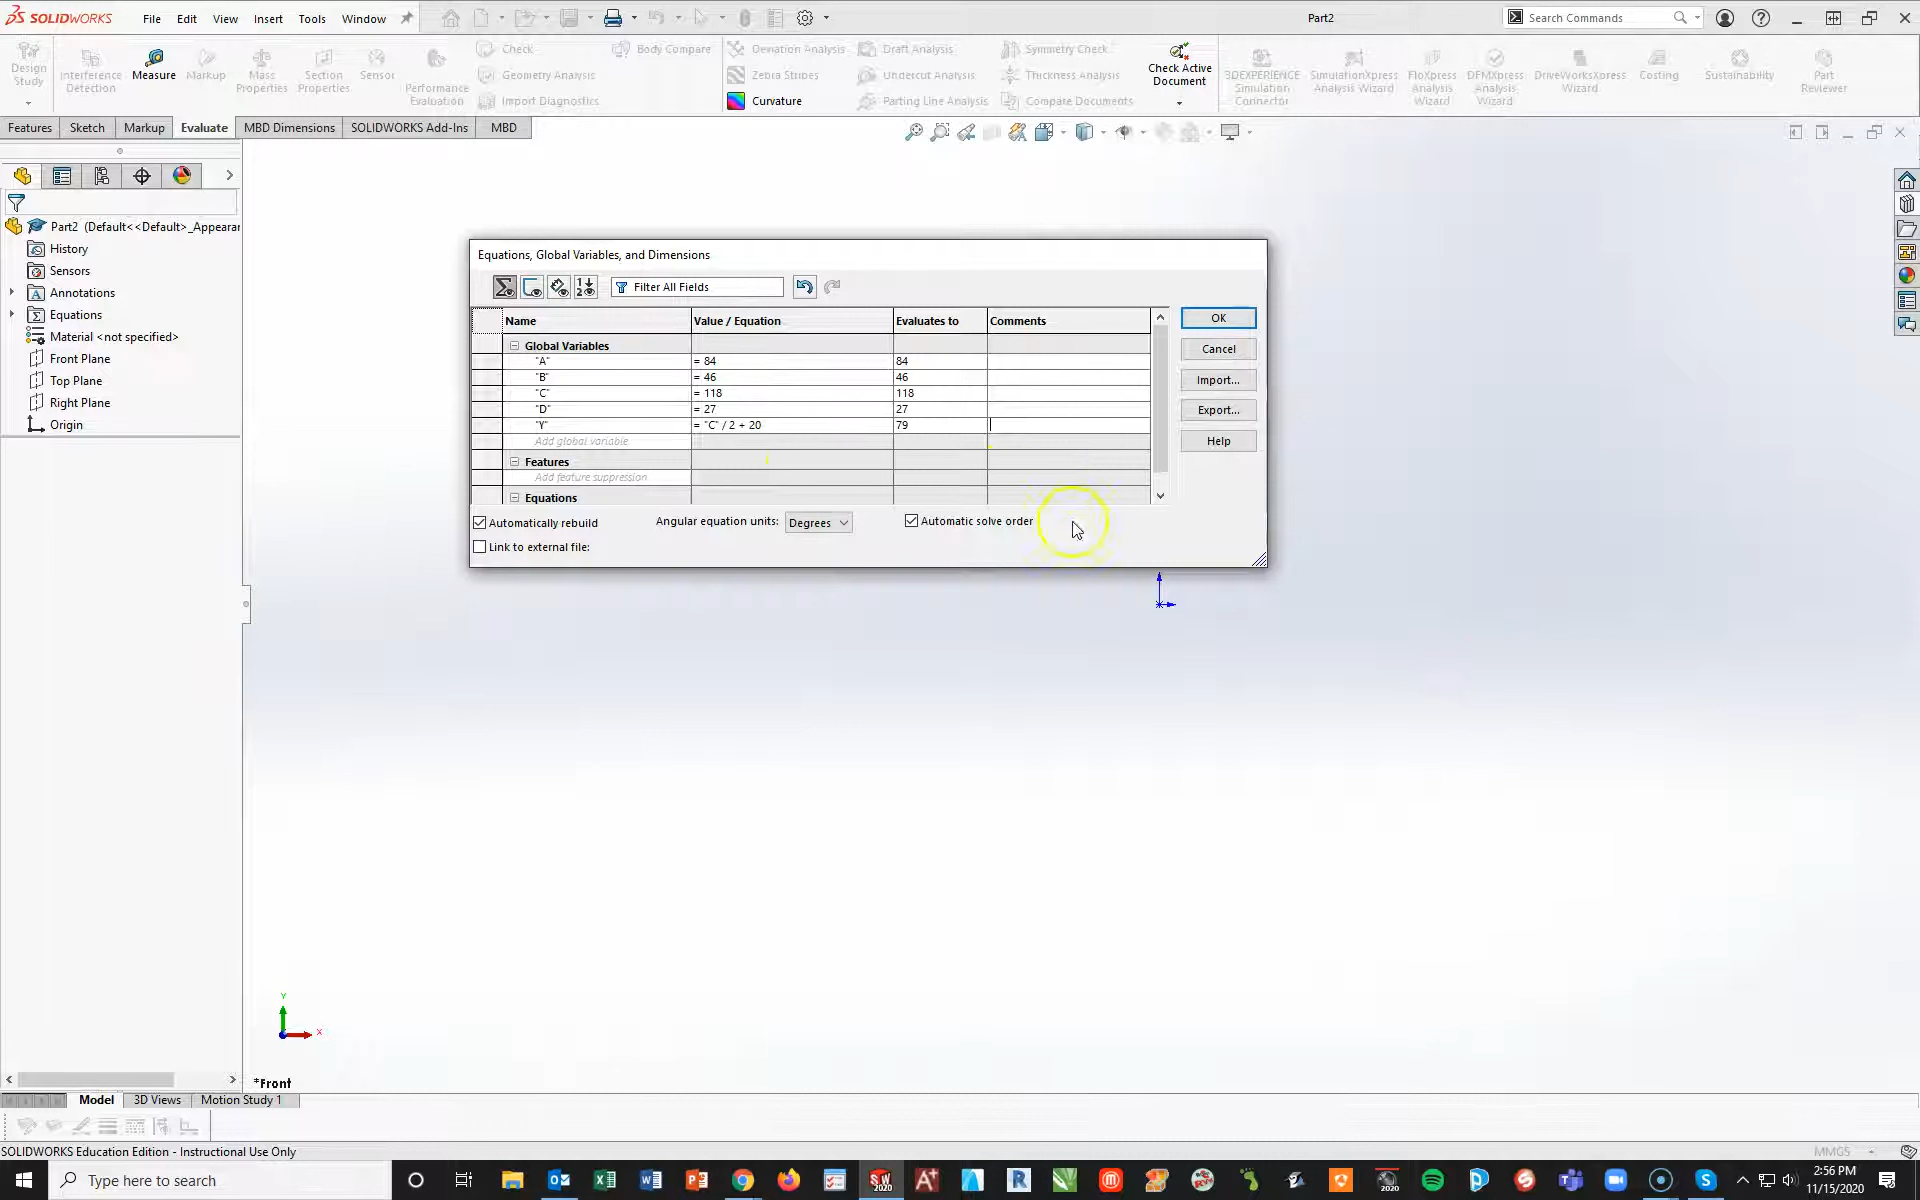 SOLIDWORKS File Edit View Insert Tools Window Part2 Search Commands
Design Study
Interference Detection
Measure
Markup
Mass Properties
Section Properties
Sensor
Performance Evaluation
Check
Geometry Analysis
Import Diagnostics
Body Compare
Deviation Analysis
Zebra Stripes
Curvature
Draft Analysis
Undercut Analysis
Parting Line Analysis
Symmetry Check
Thickness Analysis
Compare Documents
Check Active Document
3DEXPERIENCE Simulation Connector
SimulationXpress Analysis Wizard
FloXpress Analysis Wizard
DFMXpress Analysis Wizard
DriveWorksXpress Wizard
Costing
Sustainability
Part Reviewer
Features Sketch Markup Evaluate MBD Dimensions SOLIDWORKS Add-Ins MBD
Part2 (Default<<Default>_Appearan
History
Sensors
Annotations
Equations
Material <not specified>
Front Plane
Top Plane
Right Plane
Origin
Equations, Global Variables, and Dimensions
Filter All Fields
Name Value / Equation Evaluates to Comments
Global Variables
"A" = 84 84
"B" = 46 46
"C" = 118 118
"D" = 27 27
"Y" = "C" / 2 + 20 79
Add global variable
Features
Add feature suppression
Equations
OK
Cancel
Import...
Export...
Help
Automatically rebuild Angular equation units: Degrees Automatic solve order
Link to external file:
Y
X
*Front
Model 3D Views Motion Study 1
SOLIDWORKS Education Edition - Instructional Use Only MMGS
Type here to search
2:56 PM
11/15/2020